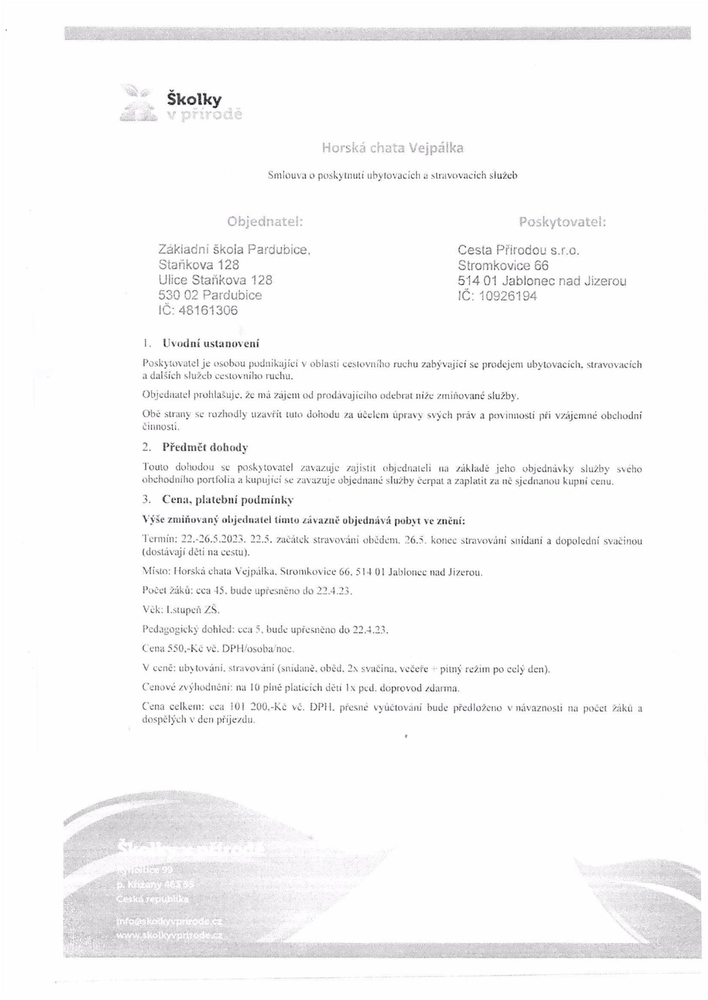 Školky
v přírodě
Horská chata Vejpálka
Smlouva o poskytnutí ubytovacích a stravovacích služeb
Objednatel:
Základní škola Pardubice,
Staňkova 128
Ulice Staňkova 128
530 02 Pardubice
IČ: 48161306
Poskytovatel:
Cesta Přírodou s.r.o.
Stromkovice 66
514 01 Jablonec nad Jizerou
IČ: 10926194
1. Uvodní ustanovení
Poskytovatel je osobou podnikající v oblasti cestovního ruchu zabývající se prodejem ubytovacích, stravovacích
a dalších služeb cestovního ruchu.
Objednatel prohlašuje, že má zájem od prodávajícího odebrat níže zmiňované služby.
Obě strany se rozhodly uzavřít tuto dohodu za účelem úpravy svých práv a povinností při vzájemné obchodní
činnosti.
2. Předmět dohody
Touto dohodou se poskytovatel zavazuje zajistit objednateli na základě jeho objednávky služby svého
obchodního portfolia a kupující se zavazuje objednané služby čerpat a zaplatit za ně sjednanou kupní cenu.
3. Cena, platební podmínky
Výše zmiňovaný objednatel tímto závazně objednává pobyt ve znění:
Termín: 22.-26.5.2023. 22.5. začátek stravování obědem. 26.5. konec stravování snídaní a dopolední svačinou
(dostávají děti na cestu).
Místo: Horská chata Vejpálka, Stromkovice 66, 514 01 Jablonec nad Jizerou.
Počet žáků: cca 45, bude upřesněno do 22.4.23.
Věk: I.stupeň ZŠ.
Pedagogický dohled: cca 5, bude upřesněno do 22.4.23.
Cena 550,-Kč vč. DPH/osoba/noc.
V ceně: ubytování, stravování (snídaně, oběd, 2x svačina, večeře + pitný režim po celý den).
Cenové zvýhodnění: na 10 plně platících dětí 1x ped. doprovod zdarma.
Cena celkem: cca 101 200,-Kč vč. DPH, přesné vyúčtování bude předloženo v návaznosti na počet žáků a
dospělých v den příjezdu.
Školky v přírodě
99
p. Křižany 463 53
Česká republika
info@skolkyvprirode.cz
www.skolkyvprirode.cz